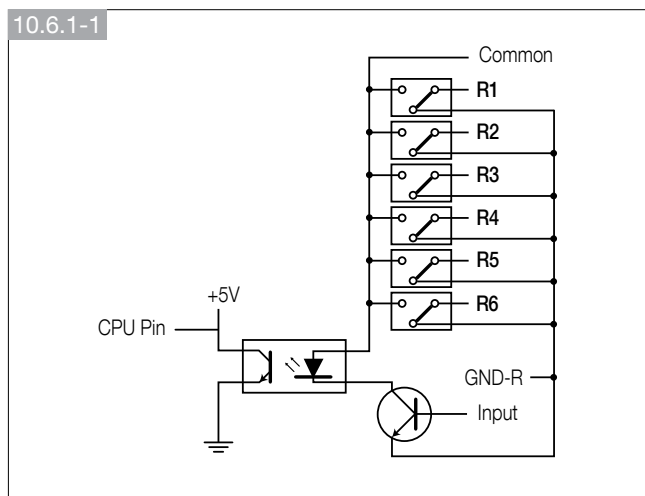 10.6.1-1
Common
R1
R2
R3
R4
R5
R6
+5V
CPU Pin
GND-R
Input